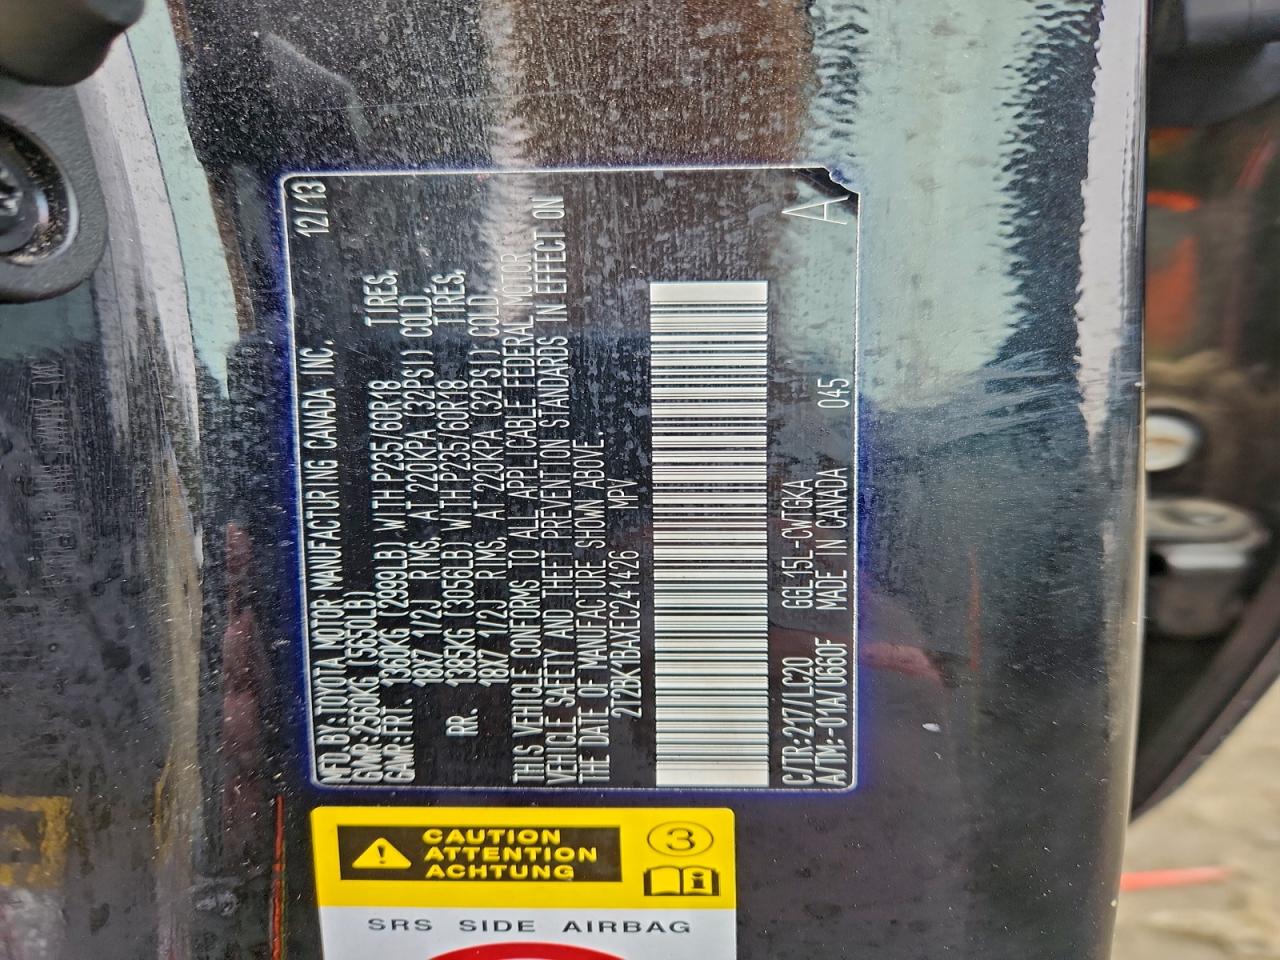 MFD.BY:TOYOTA MOTOR MANUFACTURING CANADA INC. 12/13
GVWR:2560KG (5650LB)
GAWR:FRT. 1360KG (2999LB) WITH P235/60R18 TIRES,
18X7 1/2J RIMS, AT 220KPA (32PSI) COLD.
RR. 1385KG (3056LB) WITH P235/60R18 TIRES,
18X7 1/2J RIMS, AT 220KPA (32PSI) COLD
THIS VEHICLE CONFORMS TO ALL APPLICABLE FEDERAL MOTOR
VEHICLE SAFETY AND THEFT PREVENTION STANDARDS IN EFFECT ON
THE DATE OF MANUFACTURE SHOWN ABOVE.
2T2BK1BAXEC241426 MPV
A
C/TR:217/LC20 GGL15L-CWTGKA
A/TM:-01A/U660F MADE IN CANADA 045
CAUTION
ATTENTION
ACHTUNG
3
SRS SIDE AIRBAG